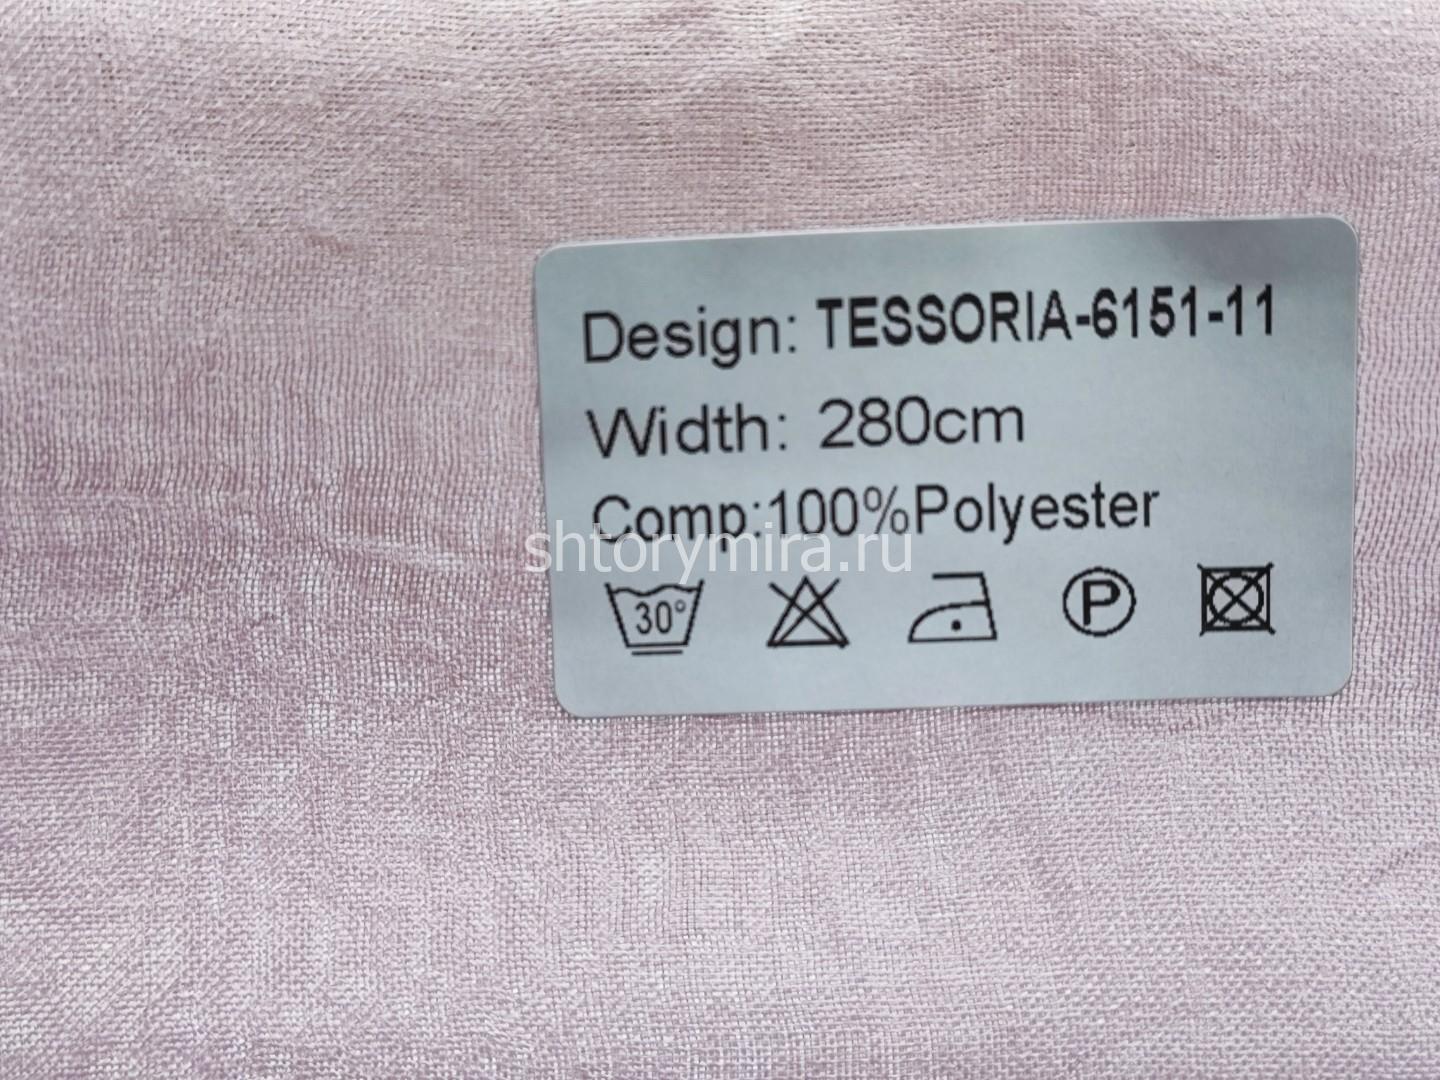 Design: TESSORIA-6151-11
Width: 280cm
Comp:100%Polyester
shtorymira.ru
30°
P